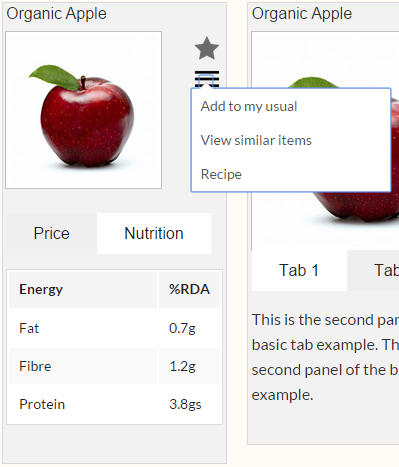 Organic Apple
Add to my usual
View similar items
Recipe
Price Nutrition
Energy %RDA
Fat 0.7g
Fibre 1.2g
Protein 3.8gs
Organic Apple
Tab 1 Tab
This is the second pan
basic tab example. Th
second panel of the b
example.